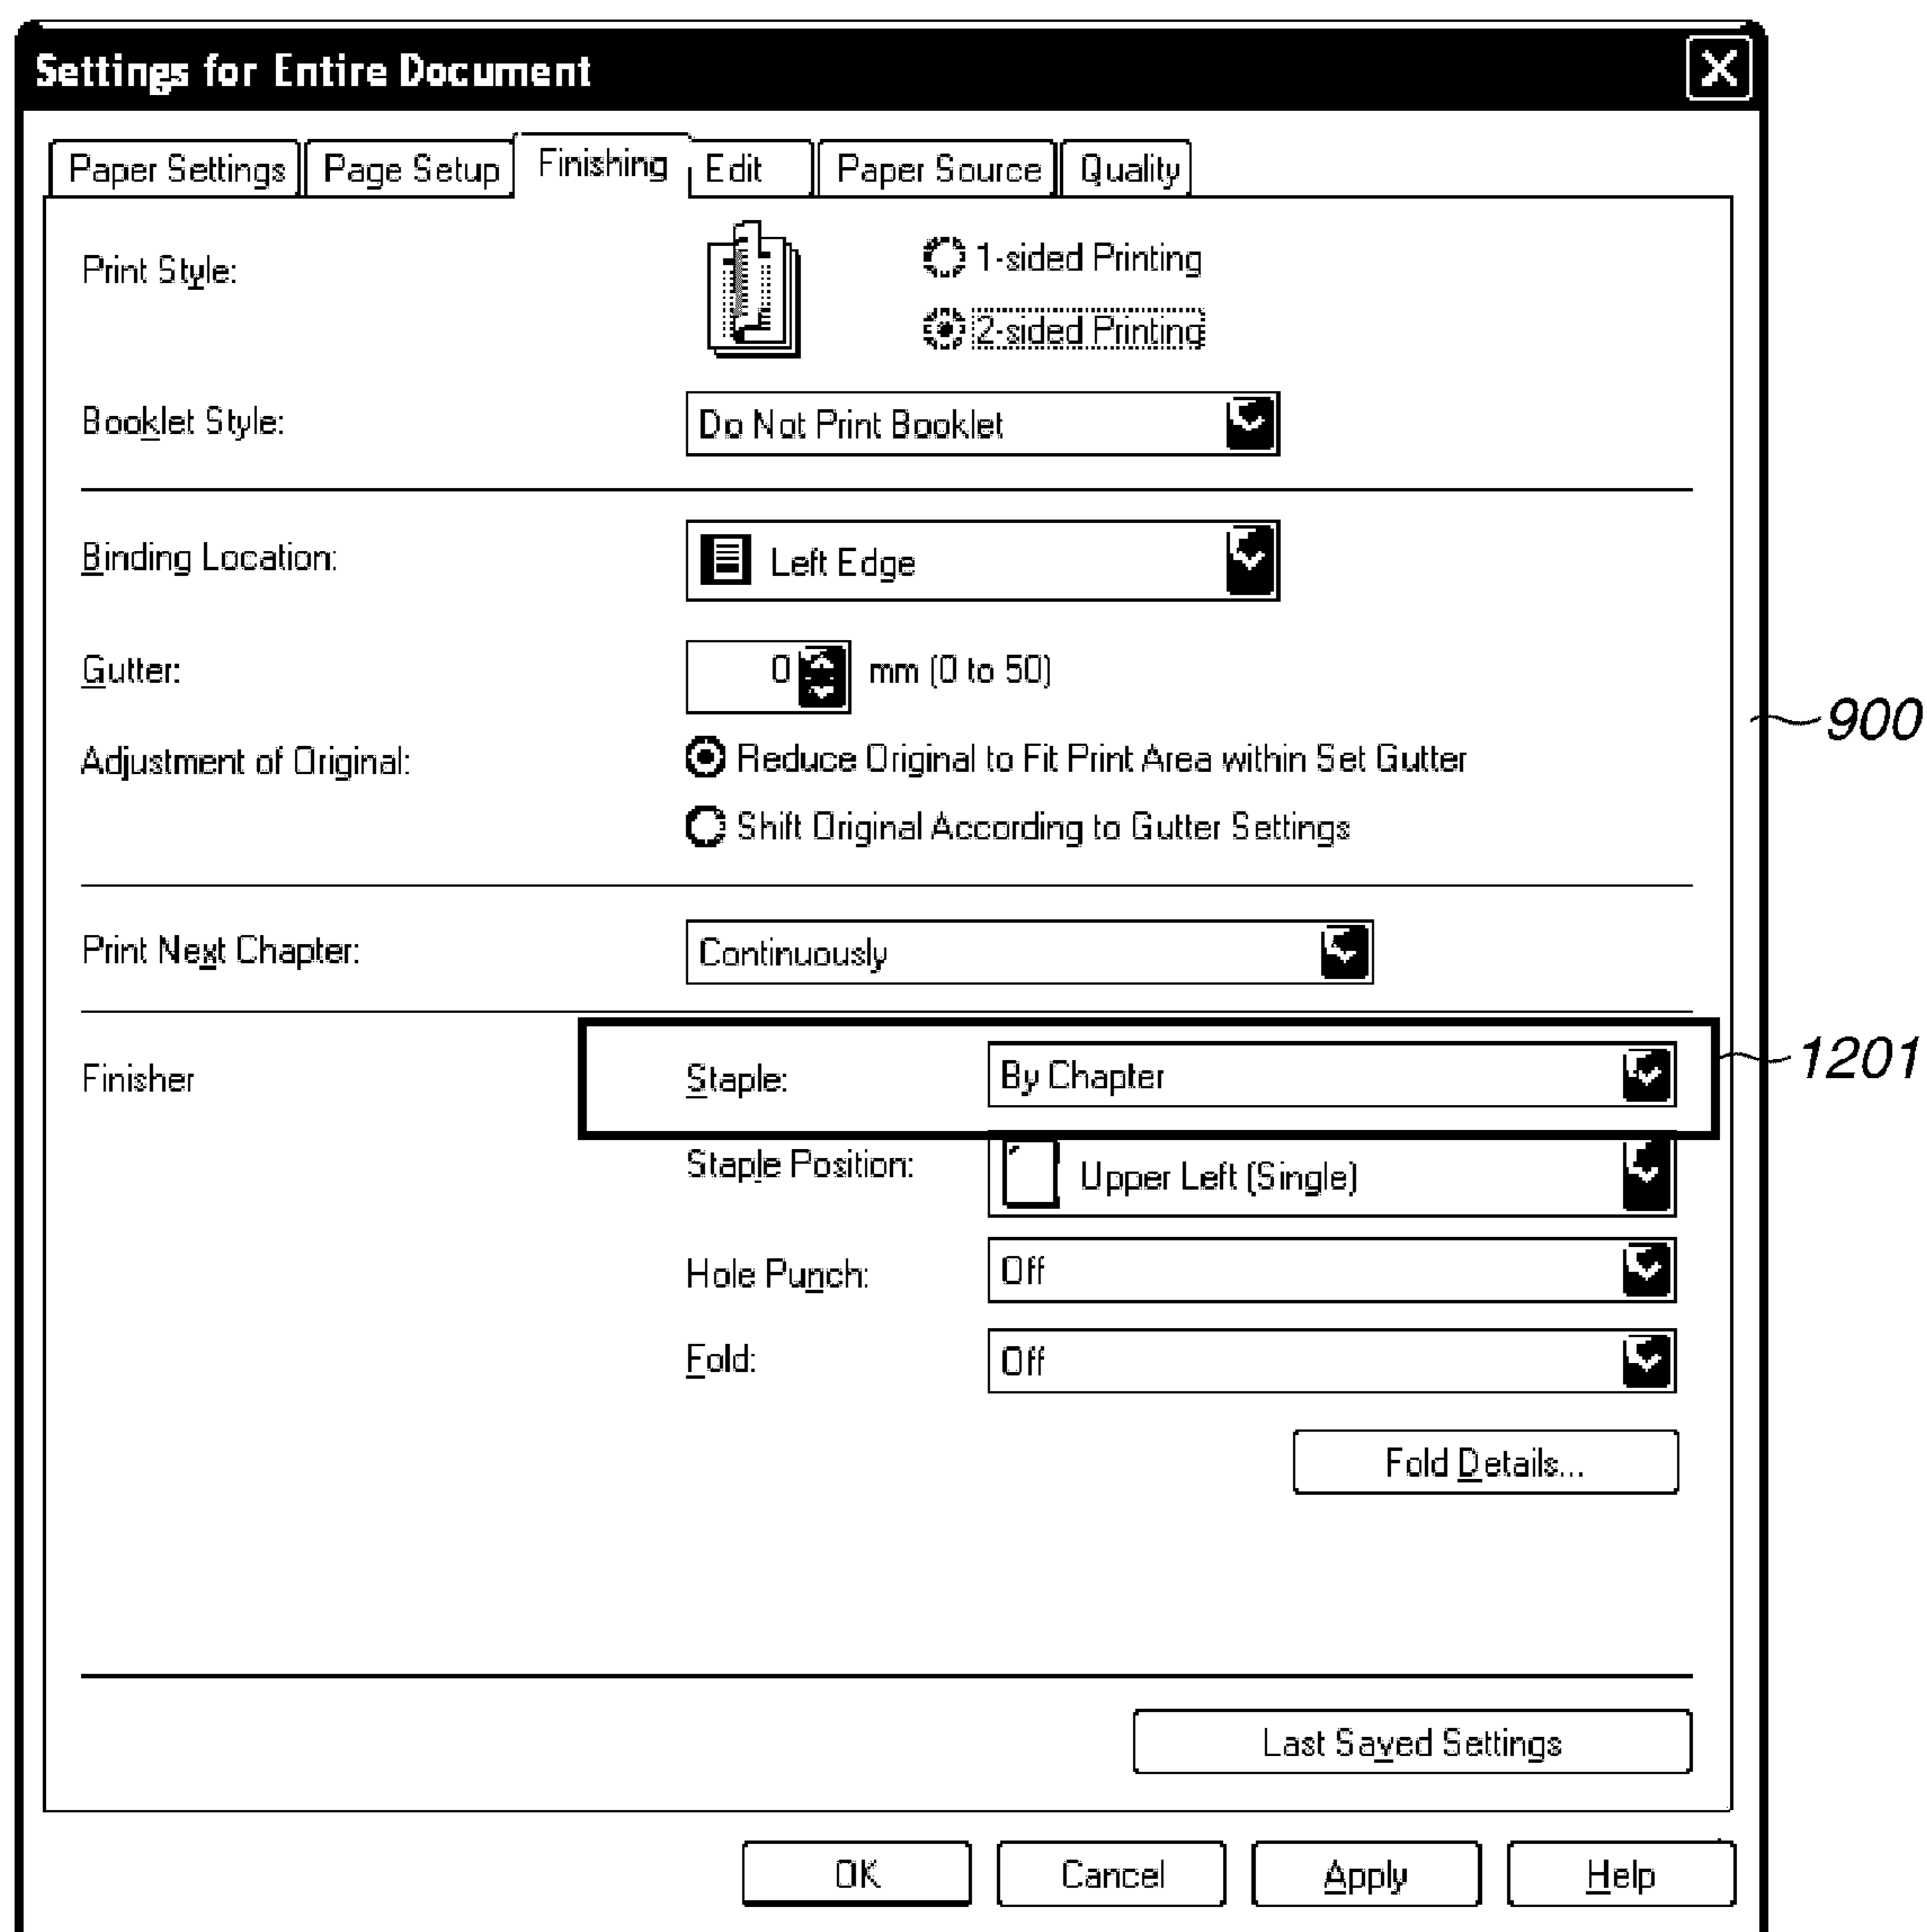 Settings for Entire Document
Paper Settings Page Setup Finishing Edit Paper Source Quality
Print Style:
1-sided Printing
2-sided Printing
Booklet Style: Do Not Print Booklet
Binding Location: Left Edge
Gutter: 0 mm (0 to 50)
900
Adjustment of Original: Reduce Original to Fit Print Area within Set Gutter
Shift Original According to Gutter Settings
Print Next Chapter: Continuously
Finisher Staple: By Chapter
1201
Staple Position: Upper Left (Single)
Hole Punch: Off
Fold: Off
Fold Details...
Last Saved Settings
OK Cancel Apply Help